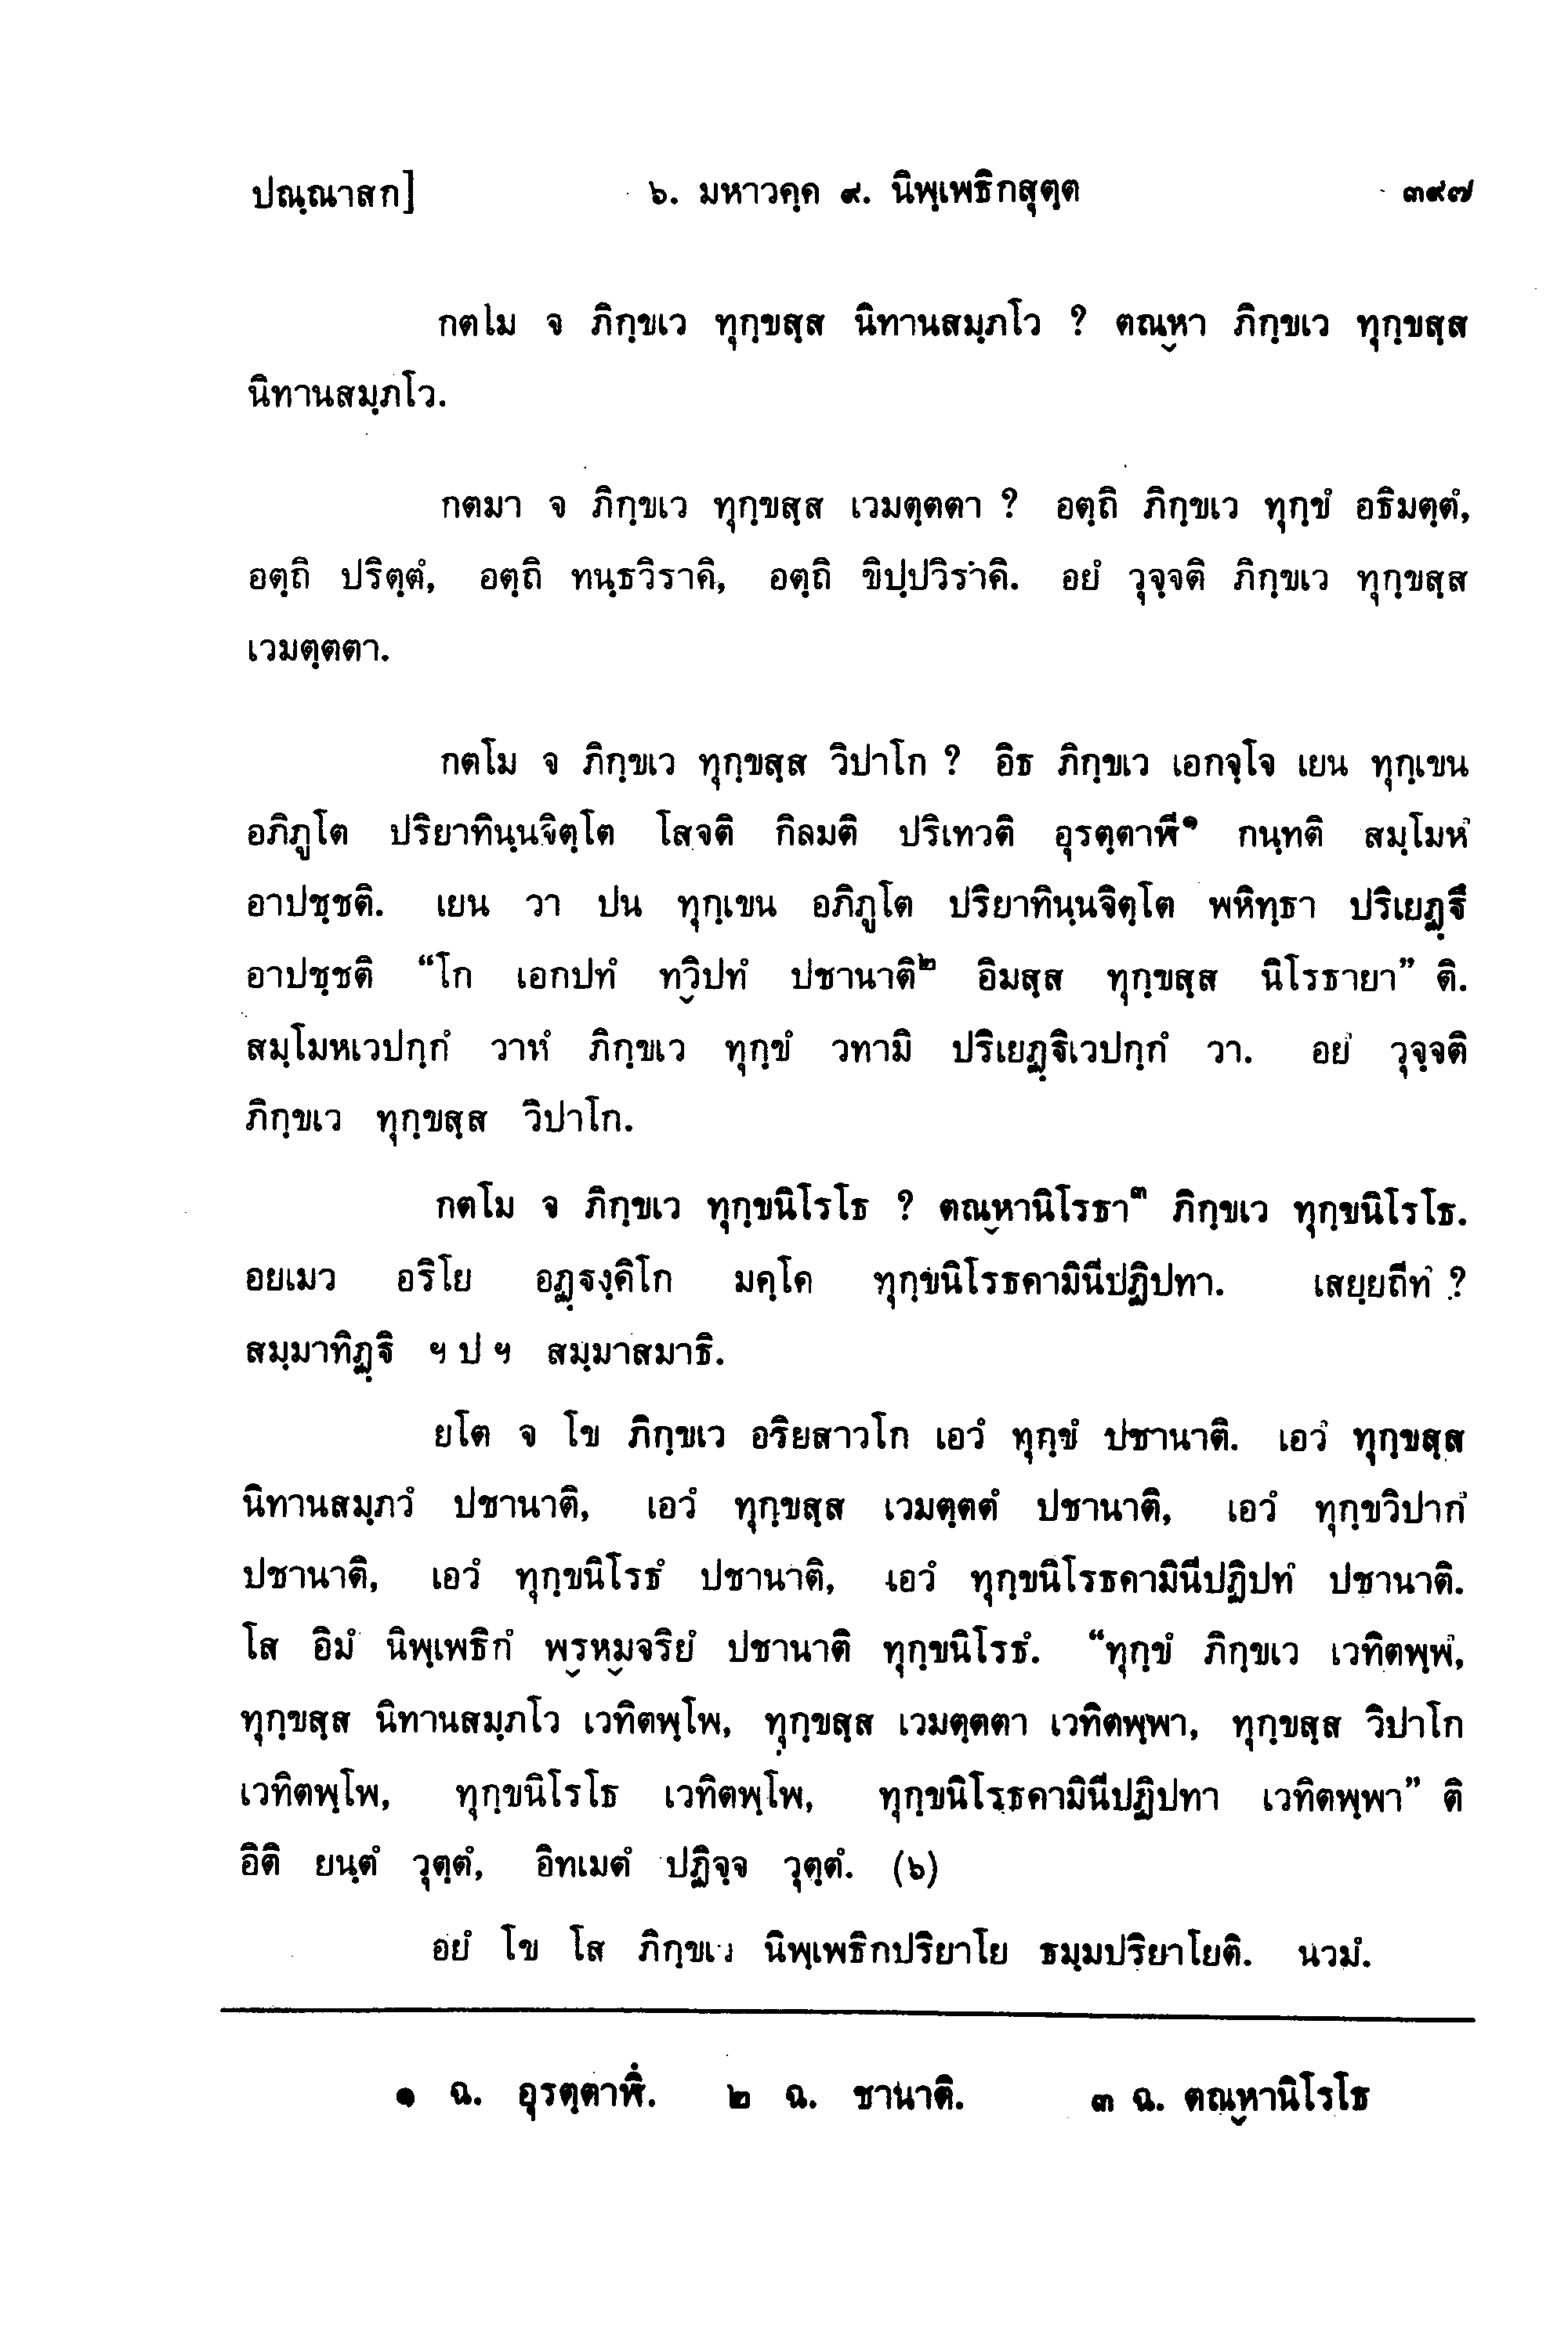 ปณฺณาสก]	๖. มหาวคฺค ๙. นิพฺเพธิกสุตฺต	๓๙๗
กตโม จ ภิกฺขเว ทุกฺขสฺส นิทานสมฺภโว ? ตณฺหา ภิกฺขเว ทุกฺขสฺส
นิทานสมฺภโว.
กตมา จ ภิกฺขเว ทุกฺขสฺส เวมตฺตตา ? อตฺถิ ภิกฺขเว ทุกฺขํ อธิมตฺตํ,
อตฺถิ ปริตฺตํ, อตฺถิ ทนฺธวิราคิ, อตฺถิ ขิปฺปวิราคิ. อยํ วุจฺจติ ภิกฺขเว ทุกฺขสฺส
เวมตฺตตา.
กตโม จ ภิกฺขเว ทุกฺขสฺส วิปาโก ? อิธ ภิกฺขเว เอกจฺโจ เยน ทุกฺเขน
อภิภูโต ปริยาทินฺนจิตฺโต โสจติ กิลมติ ปริเทวติ อุรตฺตาฬี๑ กนฺทติ สมฺโมหํ
อาปชฺชติ. เยน วา ปน ทุกฺเขน อภิภูโต ปริยาทินฺนจิตฺโต พหิทฺธา ปริเยฏฺฐึ
อาปชฺชติ “โก เอกปทํ ทฺวิปทํ ปชานาติ๒ อิมสฺส ทุกฺขสฺส นิโรธายา” ติ.
สมฺโมหเวปกฺกํ วาหํ ภิกฺขเว ทุกฺขํ วทามิ ปริเยฏฺฐิเวปกฺกํ วา. อยํ วุจฺจติ
ภิกฺขเว ทุกฺขสฺส วิปาโก.
กตโม จ ภิกฺขเว ทุกฺขนิโรโธ ? ตณฺหานิโรธา๓ ภิกฺขเว ทุกฺขนิโรโธ.
อยเมว อริโย อฏฺฐงฺคิโก มคฺโค ทุกฺขนิโรธคามินีปฏิปทา. เสยฺยถีทํ ?
สมฺมาทิฏฺฐิ ฯ ป ฯ สมฺมาสมาธิ.
ยโต จ โข ภิกฺขเว อริยสาวโก เอวํ ทุกฺขํ ปชานาติ. เอวํ ทุกฺขสฺส
นิทานสมฺภวํ ปชานาติ, เอวํ ทุกฺขสฺส เวมตฺตตํ ปชานาติ, เอวํ ทุกฺขวิปากํ
ปชานาติ, เอวํ ทุกฺขนิโรธํ ปชานาติ, เอวํ ทุกฺขนิโรธคามินีปฏิปทํ ปชานาติ.
โส อิมํ นิพฺเพธิกํ พฺรหฺมจริยํ ปชานาติ ทุกฺขนิโรธํ. “ทุกฺขํ ภิกฺขเว เวทิตพฺพํ,
ทุกฺขสฺส นิทานสมฺภโว เวทิตพฺโพ, ทุกฺขสฺส เวมตฺตตา เวทิตพฺพา, ทุกฺขสฺส วิปาโก
เวทิตพฺโพ, ทุกฺขนิโรโธ เวทิตพฺโพ, ทุกฺขนิโรธคามินีปฏิปทา เวทิตพฺพา” ติ
อิติ ยนฺตํ วุตฺตํ, อิทเมตํ ปฏิจฺจ วุตฺตํ. (๖)
อยํ โข โส ภิกฺขเว นิพฺเพธิกปริยาโย ธมฺมปริยาโยติ. นวมํ.
๑ ฉ. อุรตฺตาฬึ. ๒ ฉ. ชานาติ. ๓ ฉ. ตณฺหานิโรโธ